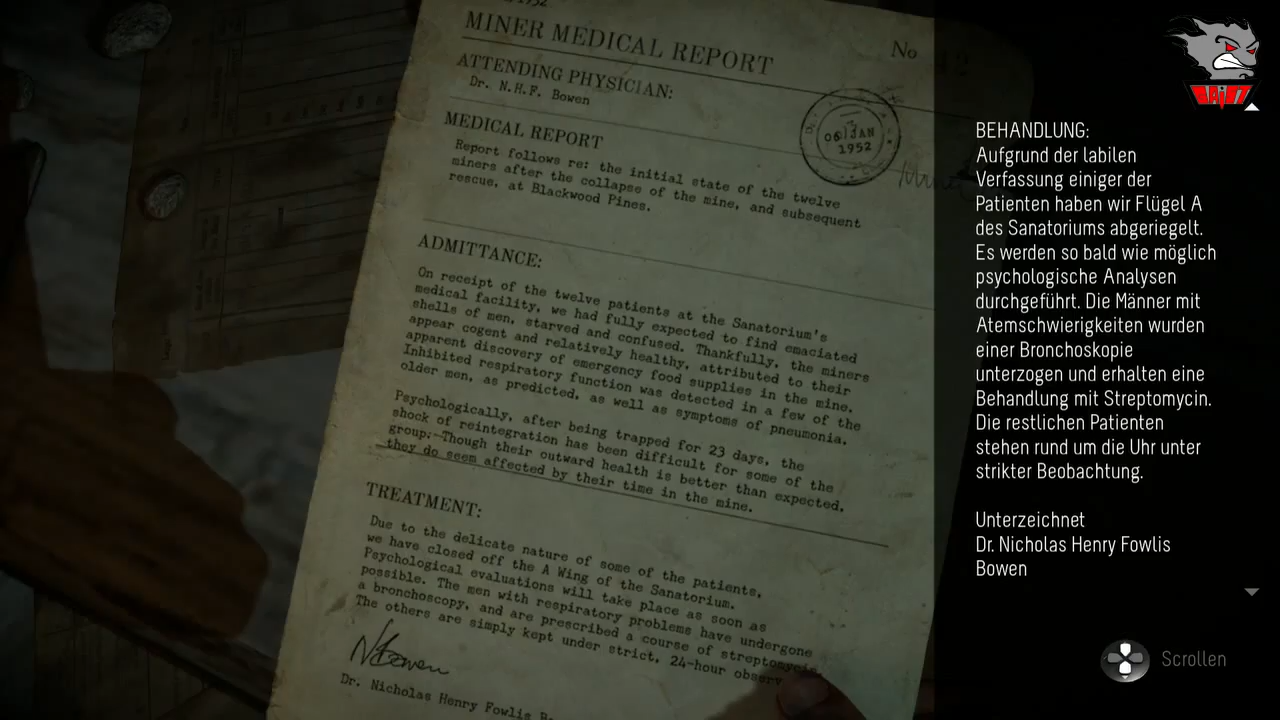 MINER MEDICAL REPORT
No
ATTENDING PHYSICIAN:
Dr. N.H.F. Bowen
06 JAN
1952
MEDICAL REPORT
Report follows re: the initial state of the twelve
miners after the collapse of the mine, and subsequent
rescue, at Blackwood Pines.
ADMITTANCE:
On receipt of the twelve patients at the Sanatorium's
medical facility, we had fully expected to find emaciated
shells of men, starved and confused. Thankfully, the miners
appear cogent and relatively healthy, attributed to their
apparent discovery of emergency food supplies in the mine.
Inhibited respiratory function was detected in a few of the
older men, as predicted, as well as symptoms of pneumonia.
Psychologically, after being trapped for 23 days, the
shock of reintegration has been difficult for some of the
group: Though their outward health is better than expected,
they do seem affected by their time in the mine.
TREATMENT:
Due to the delicate nature of some of the patients,
we have closed off the A Wing of the Sanatorium.
Psychological evaluations will take place as soon as
possible. The men with respiratory problems have undergone
a bronchoscopy, and are prescribed a course of streptomycin.
The others are simply kept under strict, 24-hour
NBowen
Dr. Nicholas Henry Fowlis
BEHANDLUNG:
Aufgrund der labilen
Verfassung einiger der
Patienten haben wir Flügel A
des Sanatoriums abgeriegelt.
Es werden so bald wie möglich
psychologische Analysen
durchgeführt. Die Männer mit
Atemschwierigkeiten wurden
einer Bronchoskopie
unterzogen und erhalten eine
Behandlung mit Streptomycin.
Die restlichen Patienten
stehen rund um die Uhr unter
strikter Beobachtung.
Unterzeichnet
Dr. Nicholas Henry Fowlis
Bowen
Scrollen